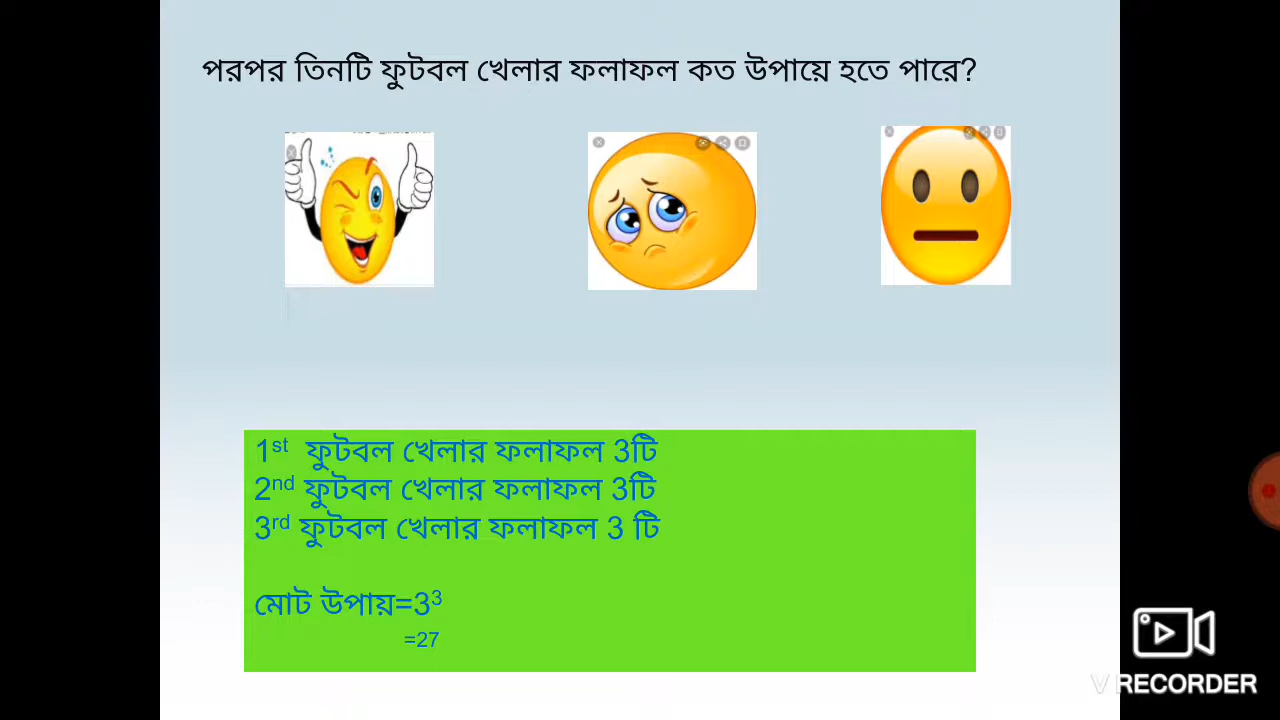 পরপর তিনটি ফুটবল খেলার ফলাফল কত উপায়ে হতে পারে?
1st ফুটবল খেলার ফলাফল 3টি
2nd ফুটবল খেলার ফলাফল 3টি
3rd ফুটবল খেলার ফলাফল 3 টি
মোট উপায়=3³
=27
V RECORDER